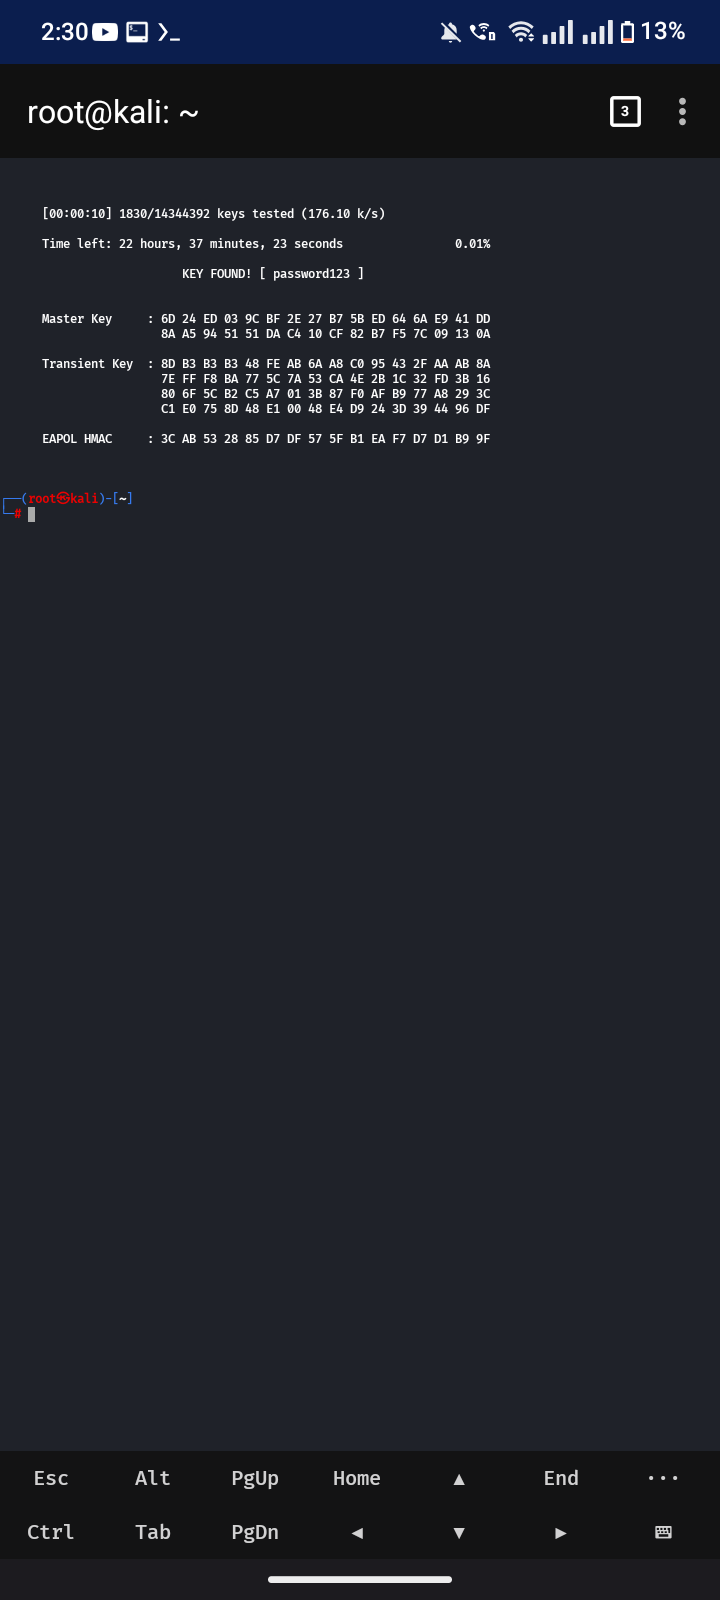 2:30 13%
root@kali: ~ 3
[00:00:10] 1830/14344392 keys tested (176.10 k/s)
Time left: 22 hours, 37 minutes, 23 seconds 0.01%
KEY FOUND! [ password123 ]
Master Key : 6D 24 ED 03 9C BF 2E 27 B7 5B ED 64 6A E9 41 DD
8A A5 94 51 51 DA C4 10 CF 82 B7 F5 7C 09 13 0A
Transient Key : 8D B3 B3 B3 48 FE AB 6A A8 C0 95 43 2F AA AB 8A
7E FF F8 BA 77 5C 7A 53 CA 4E 2B 1C 32 FD 3B 16
80 6F 5C B2 C5 A7 01 3B 87 F0 AF B9 77 A8 29 3C
C1 E0 75 8D 48 E1 00 48 E4 D9 24 3D 39 44 96 DF
EAPOL HMAC : 3C AB 53 28 85 D7 DF 57 5F B1 EA F7 D7 D1 B9 9F
┌──(root㉿kali)-[~]
└─#
Esc Alt PgUp Home ▲ End ···
Ctrl Tab PgDn ◀ ▼ ▶